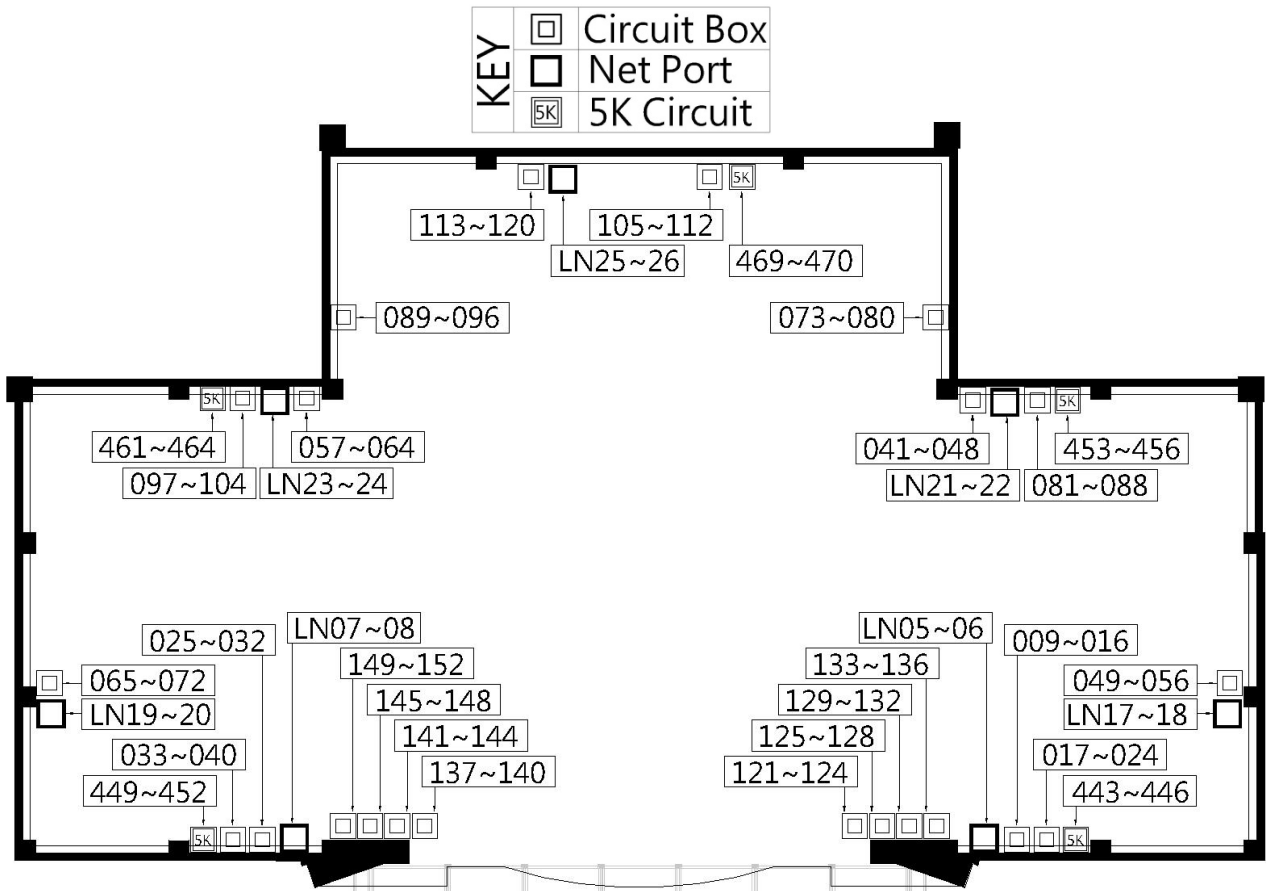 KEY
Circuit Box
Net Port
5K
5K Circuit
5K
113~120
105~112
LN25~26
469~470
089~096
073~080
5K
5K
461~464
057~064
041~048
453~456
097~104
LN23~24
LN21~22
081~088
LN07~08
LN05~06
025~032
009~016
149~152
133~136
065~072
049~056
145~148
129~132
LN19~20
LN17~18
141~144
125~128
033~040
017~024
137~140
121~124
449~452
443~446
5K
5K